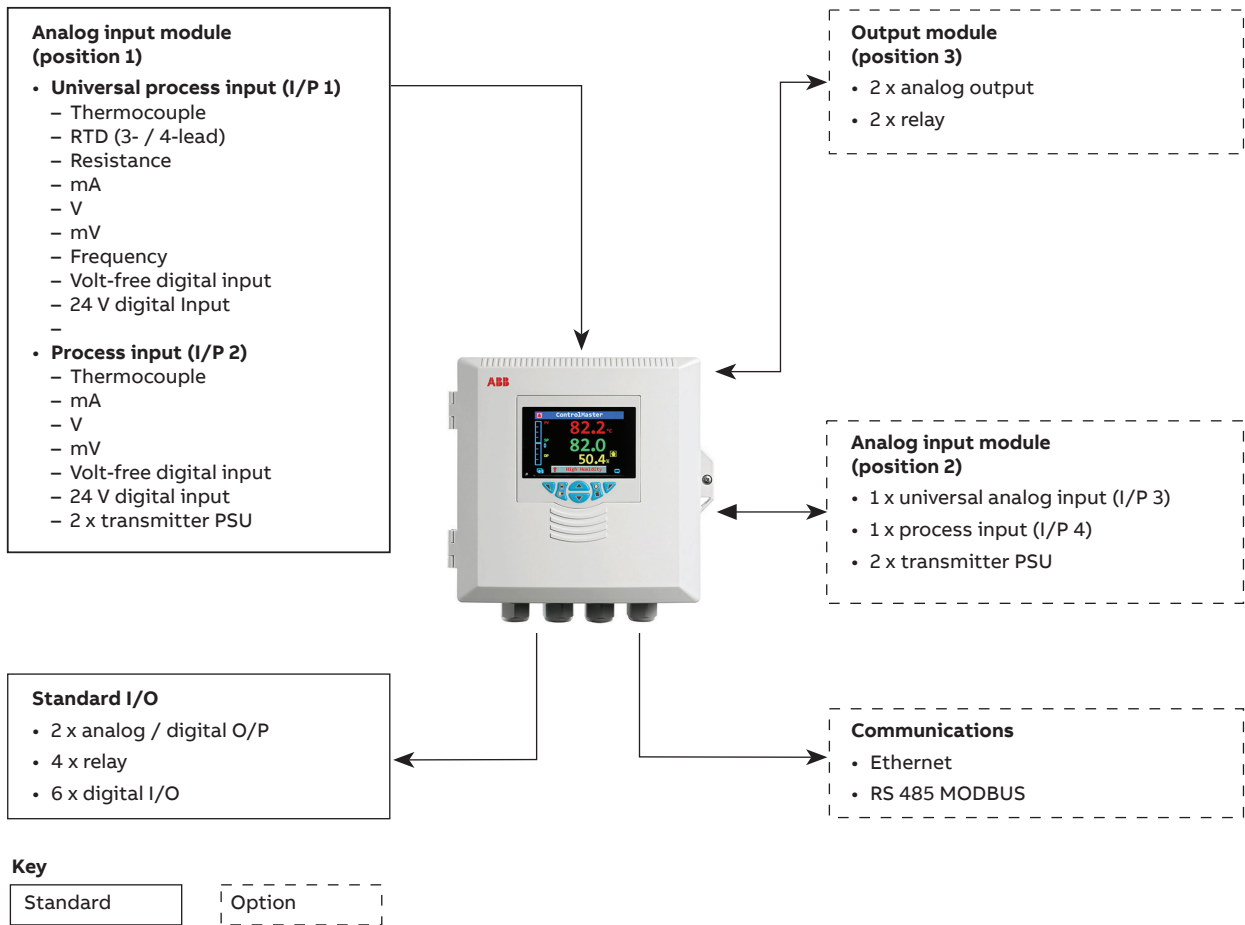 Analog input module
(position 1)
• Universal process input (I/P 1)
– Thermocouple
– RTD (3- / 4-lead)
– Resistance
– mA
– V
– mV
– Frequency
– Volt-free digital input
– 24 V digital Input
–
• Process input (I/P 2)
– Thermocouple
– mA
– V
– mV
– Volt-free digital input
– 24 V digital input
– 2 x transmitter PSU
Output module
(position 3)
• 2 x analog output
• 2 x relay
ABB
ControlMaster
PV
82.2 °C
82.0
OP
50.4
High Humidity
Analog input module
(position 2)
• 1 x universal analog input (I/P 3)
• 1 x process input (I/P 4)
• 2 x transmitter PSU
Standard I/O
• 2 x analog / digital O/P
• 4 x relay
• 6 x digital I/O
Communications
• Ethernet
• RS 485 MODBUS
Key
Standard
Option